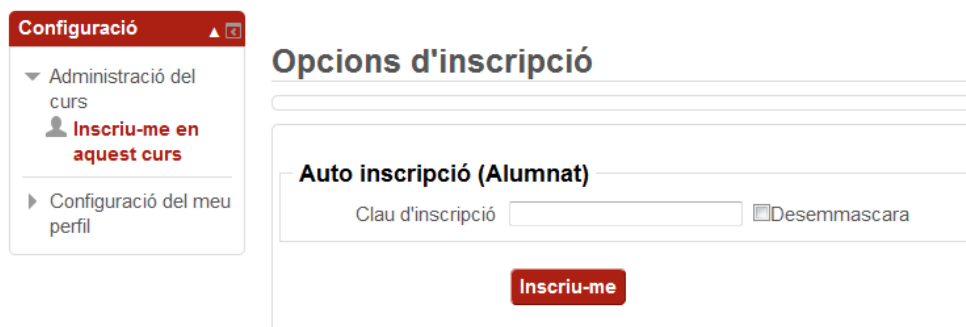 Configuració
Administració del
curs
Inscriu-me en
aquest curs
Configuració del meu
perfil
Opcions d'inscripció
Auto inscripció (Alumnat)
Clau d'inscripció
Desemmascara
Inscriu-me